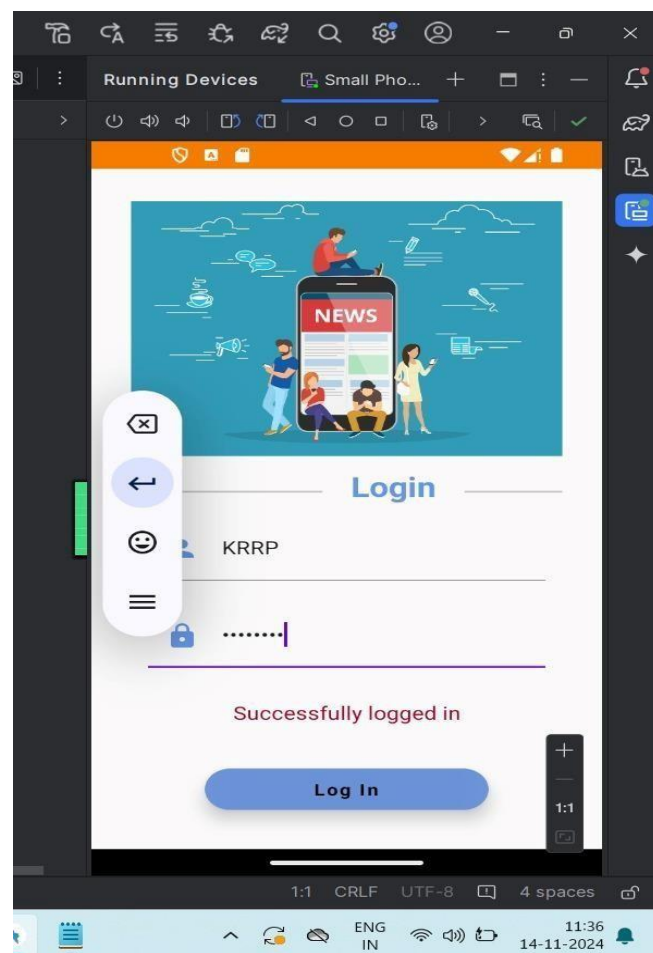 Running Devices Small Pho...
NEWS
Login
KRRP
••••••••
Successfully logged in
Log In
1:1
1:1 CRLF UTF-8 4 spaces
ENG 11:36
IN 14-11-2024